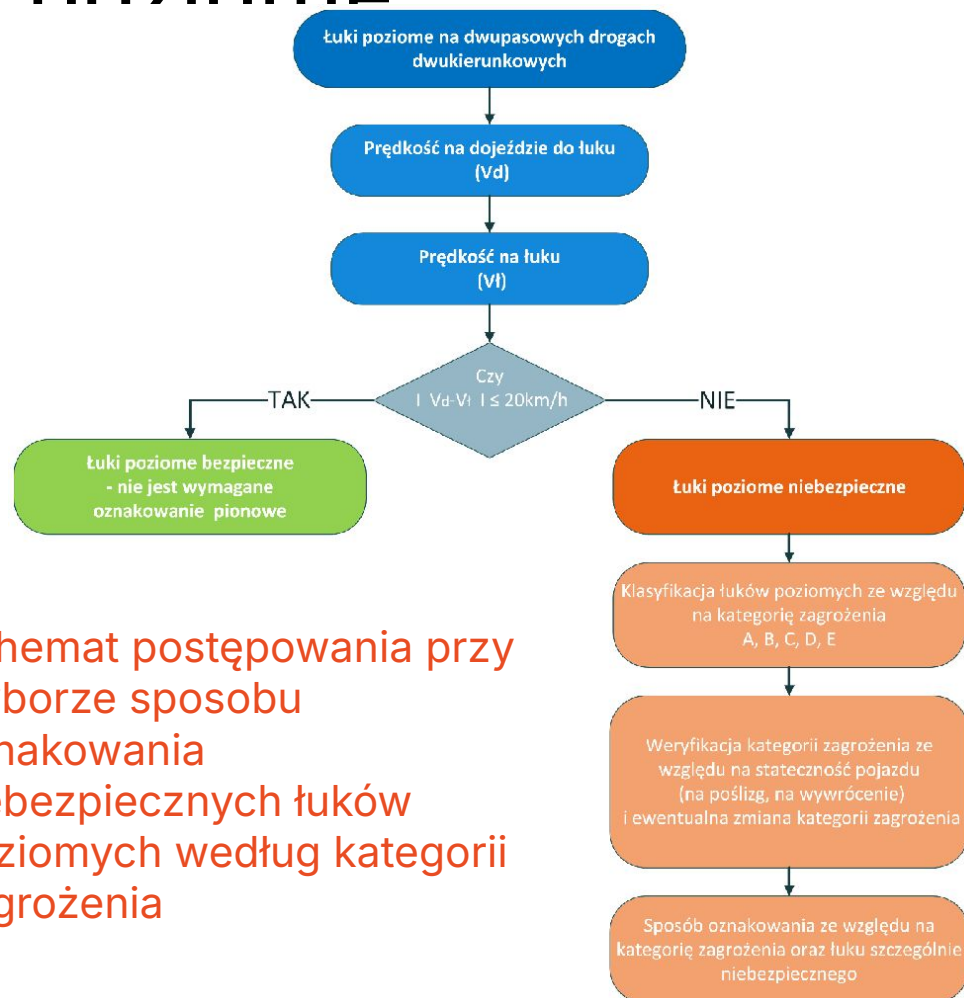 Łuki poziome na dwupasowych drogach
dwukierunkowych
Prędkość na dojeździe do łuku
(Vd)
Prędkość na łuku
(Vł)
Czy
I Vd-Vł I ≤ 20km/h
TAK
NIE
Łuki poziome bezpieczne
- nie jest wymagane
oznakowanie pionowe
Łuki poziome niebezpieczne
Klasyfikacja łuków poziomych ze względu
na kategorię zagrożenia
A, B, C, D, E
Weryfikacja kategorii zagrożenia ze
względu na stateczność pojazdu
(na poślizg, na wywrócenie)
i ewentualna zmiana kategorii zagrożenia
Sposób oznakowania ze względu na
kategorię zagrożenia oraz łuku szczególnie
niebezpiecznego
hemat postępowania przy
borze sposobu
nakowania
ebezpiecznych łuków
ziomych według kategorii
grożenia